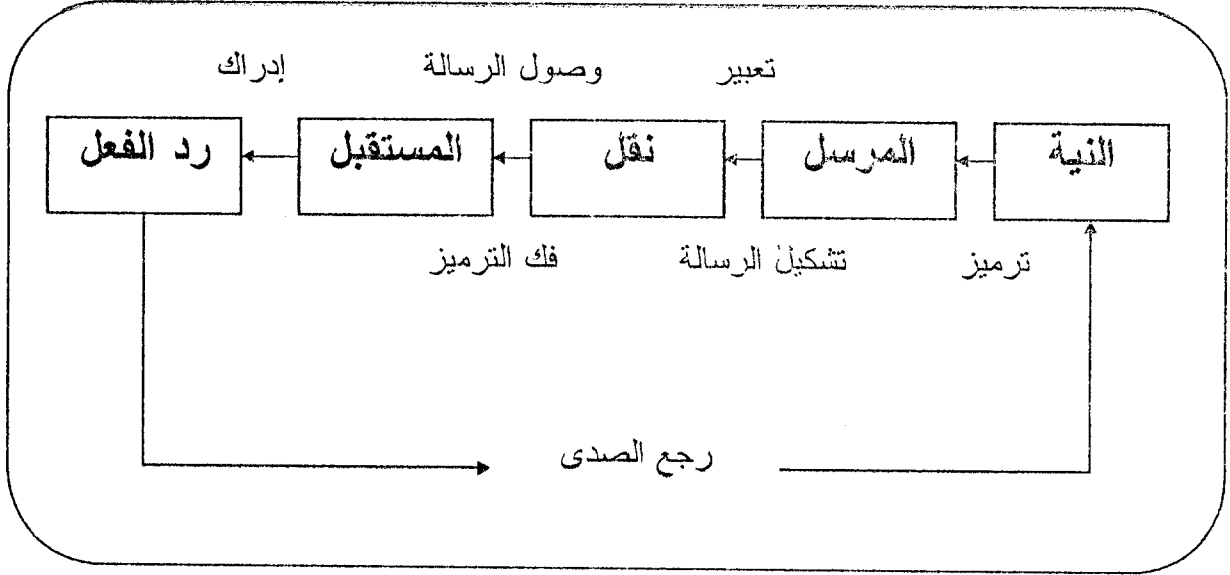 تعبير وصول الرسالة إدراك
النية المرسل نقل المستقبل رد الفعل
ترميز تشكيل الرسالة فك الترميز
رجع الصدى